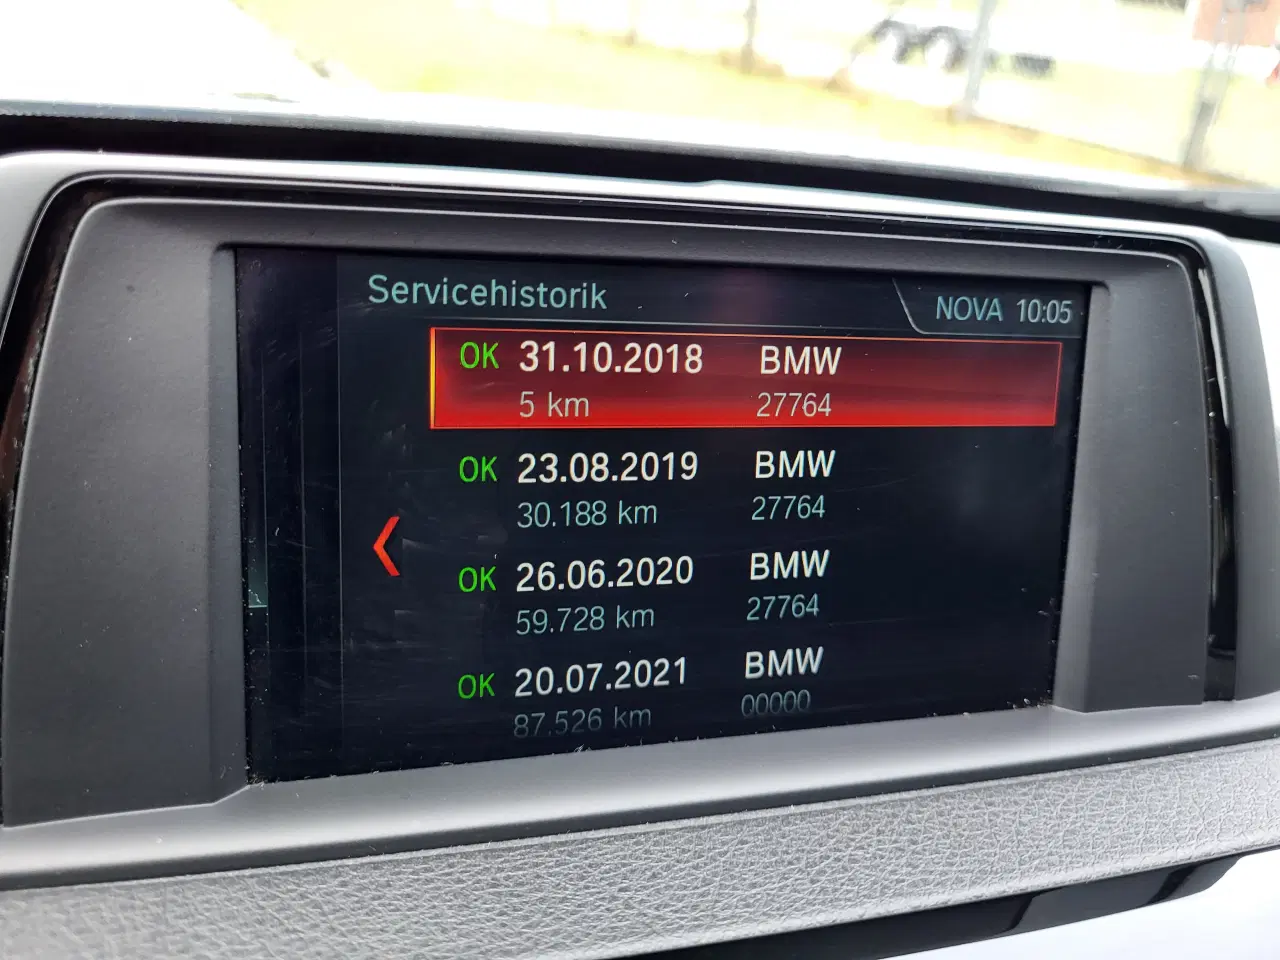 Servicehistorik
NOVA 10:05
OK 31.10.2018 BMW
5 km 27764
OK 23.08.2019 BMW
30.188 km 27764
OK 26.06.2020 BMW
59.728 km 27764
OK 20.07.2021 BMW
87.526 km 00000